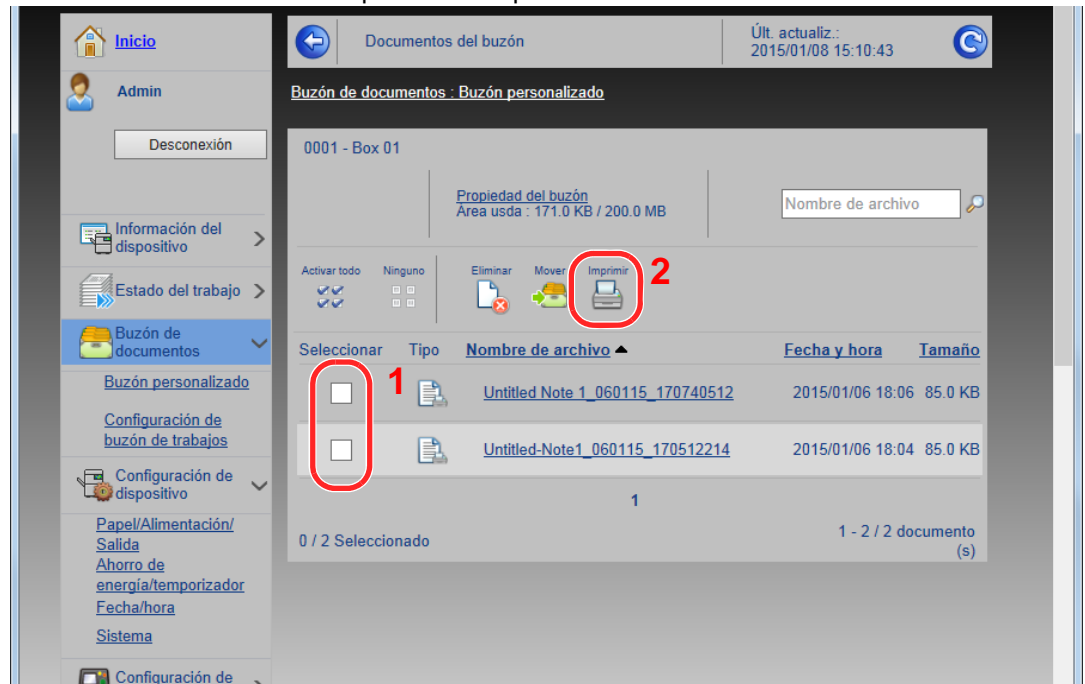 Inicio
Documentos del buzón
Últ. actualiz.:
2015/01/08 15:10:43
Admin
Buzón de documentos : Buzón personalizado
Desconexión
0001 - Box 01
Propiedad del buzón
Área usda : 171.0 KB / 200.0 MB
Nombre de archivo
Información del
dispositivo
Activar todo
Ninguno
Eliminar
Mover
Imprimir
2
Estado del trabajo
Buzón de
documentos
Seleccionar
Tipo
Nombre de archivo
Fecha y hora
Tamaño
1
Untitled Note 1_060115_170740512
2015/01/06 18:06
85.0 KB
Buzón personalizado
Configuración de
buzón de trabajos
Untitled-Note1_060115_170512214
2015/01/06 18:04
85.0 KB
Configuración de
dispositivo
1
Papel/Alimentación/
Salida
Ahorro de
energía/temporizador
Fecha/hora
Sistema
0 / 2 Seleccionado
1 - 2 / 2 documento
(s)
Configuración de